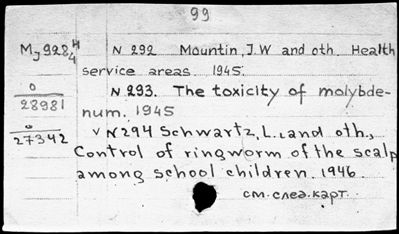 99
Mj928H/4 N 292 Mountin, J.W and oth. Health
service areas. 1945.
0 N 293. The toxicity of molybde-
28981 num. 1945
0 v N 294 Schwartz, L., and oth.,
27342 Control of ringworm of the scalp
among school children. 1946
см. след. карт.